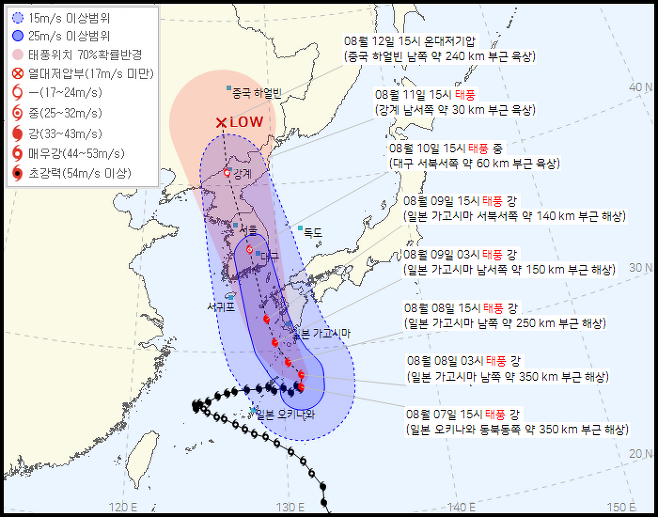 15m/s 이상범위
25m/s 이상범위
태풍위치 70%확률반경
열대저압부(17m/s 미만)
―(17~24m/s)
중(25~32m/s)
강(33~43m/s)
매우강(44~53m/s)
초강력(54m/s 이상)
08월 12일 15시 온대저기압
(중국 하얼빈 남쪽 약 240 km 부근 육상)
08월 11일 15시 태풍
(강계 남서쪽 약 30 km 부근 육상)
08월 10일 15시 태풍 중
(대구 서북서쪽 약 60 km 부근 육상)
08월 09일 15시 태풍 강
(일본 가고시마 서북서쪽 약 140 km 부근 해상)
08월 09일 03시 태풍 강
(일본 가고시마 남서쪽 약 150 km 부근 해상)
08월 08일 15시 태풍 강
(일본 가고시마 남쪽 약 250 km 부근 해상)
08월 08일 03시 태풍 강
(일본 가고시마 남쪽 약 350 km 부근 해상)
08월 07일 15시 태풍 강
(일본 오키나와 동북동쪽 약 350 km 부근 해상)
중국 하얼빈
LOW
강계
서울
독도
대구
서귀포
일본 가고시마
일본 오키나와
40 N
30 N
20 N
120 E
130 E
140 E
150 E